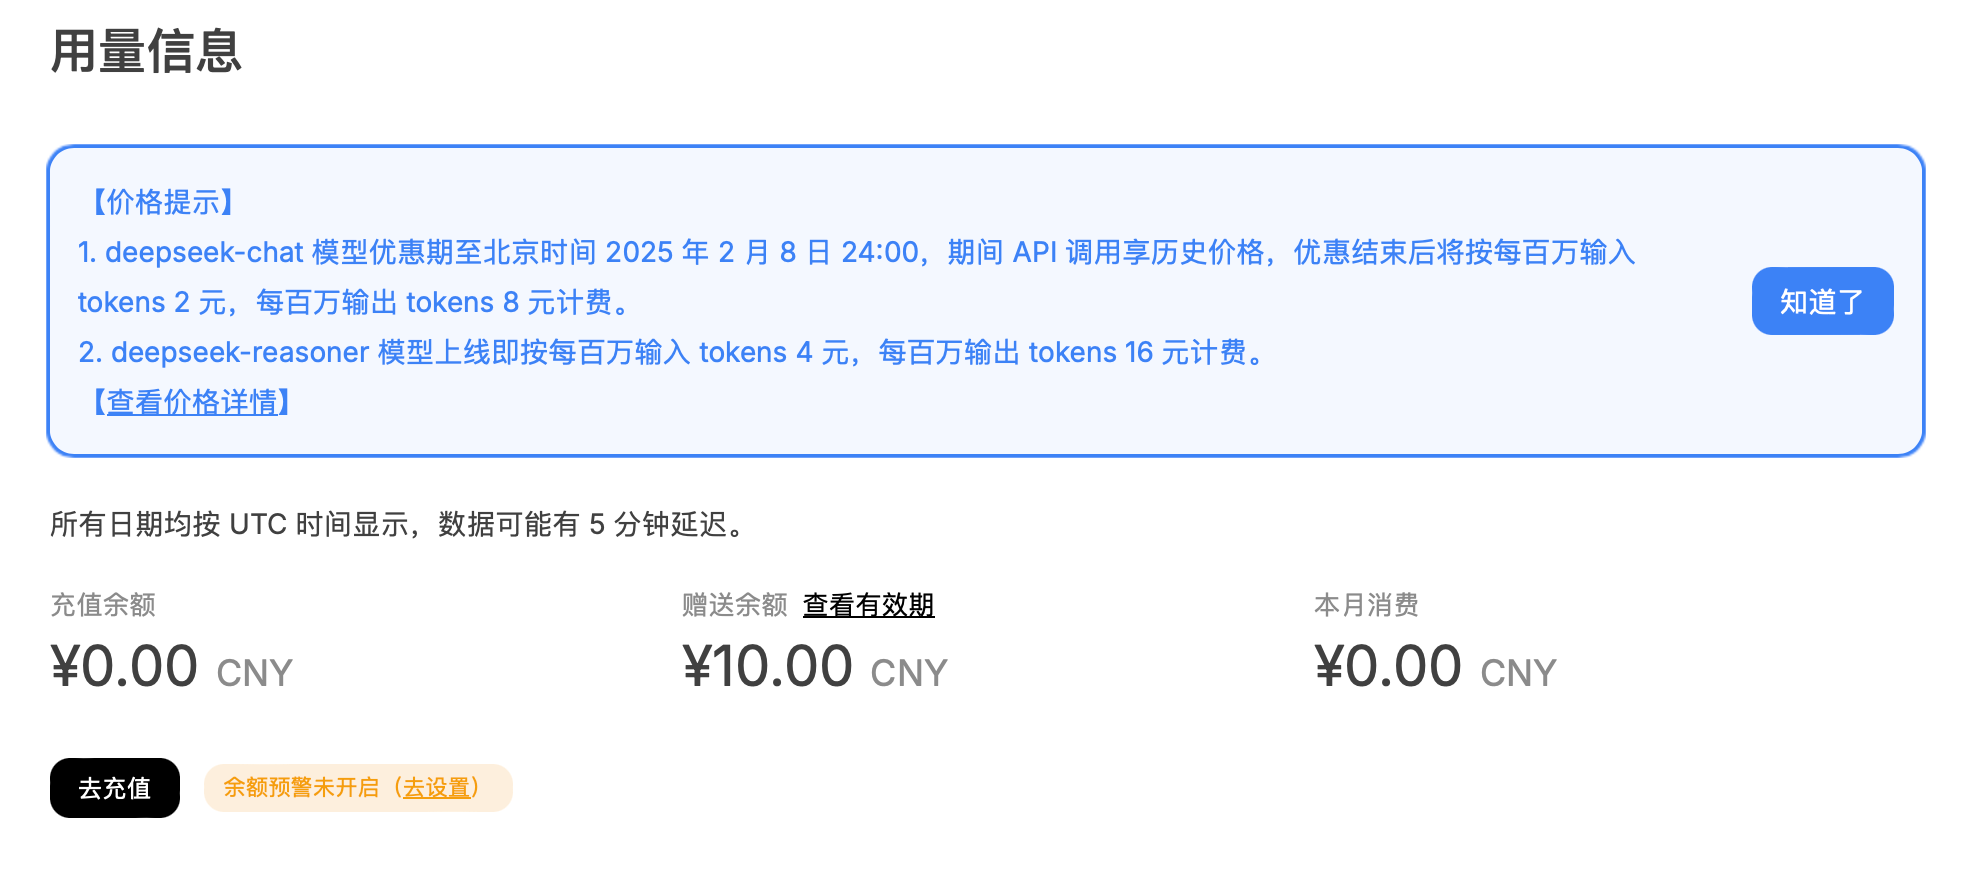 用量信息
【价格提示】
1. deepseek-chat 模型优惠期至北京时间 2025 年 2 月 8 日 24:00，期间 API 调用享历史价格，优惠结束后将按每百万输入
tokens 2 元，每百万输出 tokens 8 元计费。
2. deepseek-reasoner 模型上线即按每百万输入 tokens 4 元，每百万输出 tokens 16 元计费。
【查看价格详情】
知道了
所有日期均按 UTC 时间显示，数据可能有 5 分钟延迟。
充值余额
¥0.00 CNY
赠送余额 查看有效期
¥10.00 CNY
本月消费
¥0.00 CNY
去充值
余额预警未开启（去设置）